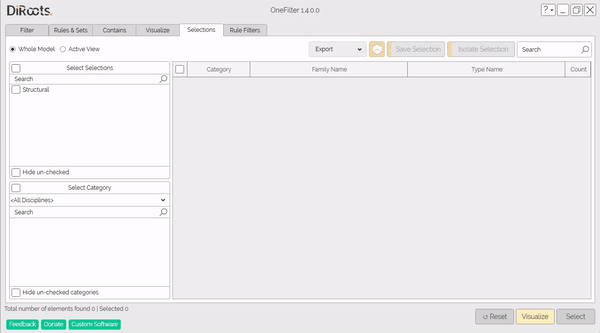 DiRoots.
OneFilter 1.4.0.0
?
Filter
Rules & Sets
Contains
Visualize
Selections
Rule Filters
Whole Model
Active View
Export
Save Selection
Isolate Selection
Search
Select Selections
Search
Structural
Hide un-checked
Select Category
<All Disciplines>
Search
Hide un-checked categories
Category
Family Name
Type Name
Count
Total number of elements found 0 | Selected 0
Feedback
Donate
Custom Software
Reset
Visualize
Select